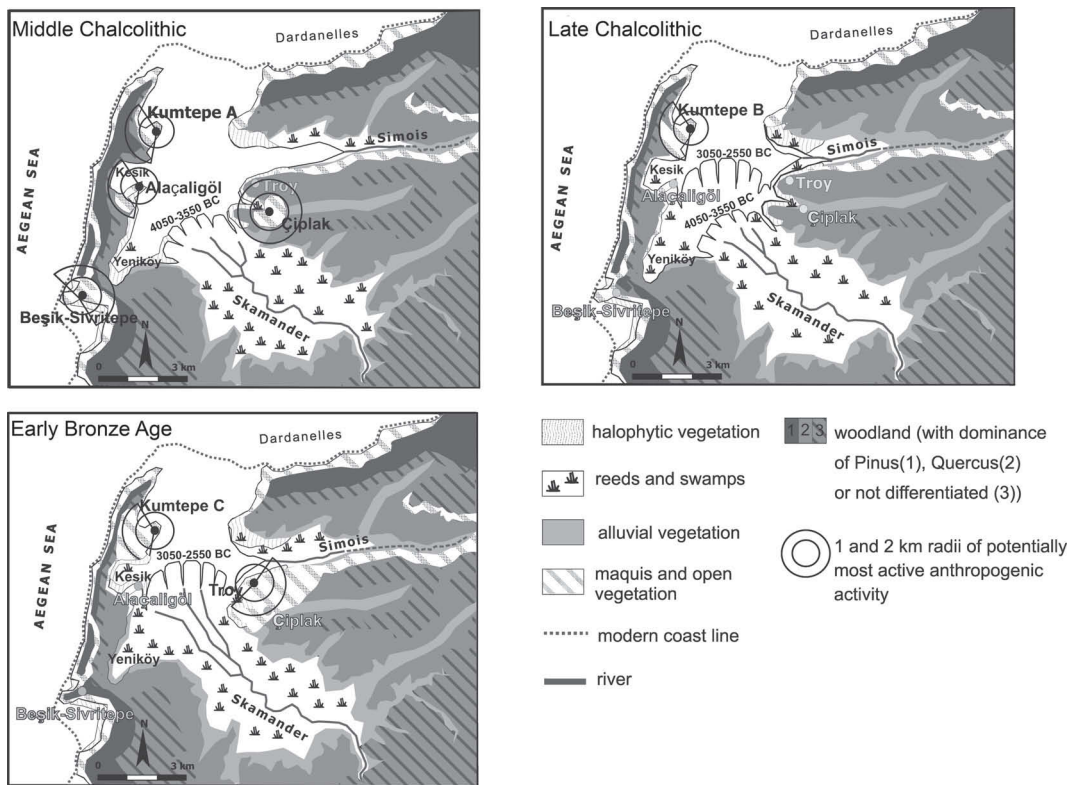 Middle Chalcolithic
Dardanelles
Kumtepe A
Simois
Kesik
Alaçaligöl
Troy
Çiplak
4050-3550 BC
AEGEAN SEA
Yeniköy
Beşik-Sivritepe
Skamander
N
0 3 km
Late Chalcolithic
Dardanelles
Kumtepe B
3050-2550 BC
Simois
Kesik
Alaçaligöl
Troy
Çiplak
4050-3550 BC
AEGEAN SEA
Yeniköy
Beşik-Sivritepe
Skamander
N
0 3 km
Early Bronze Age
Dardanelles
Kumtepe C
3050-2550 BC
Simois
Kesik
Alaçaligöl
Troy
Çiplak
AEGEAN SEA
Yeniköy
Beşik-Sivritepe
Skamander
N
0 3 km
halophytic vegetation
reeds and swamps
alluvial vegetation
maquis and open
vegetation
modern coast line
river
1 2 3 woodland (with dominance
of Pinus(1), Quercus(2)
or not differentiated (3))
1 and 2 km radii of potentially
most active anthropogenic
activity